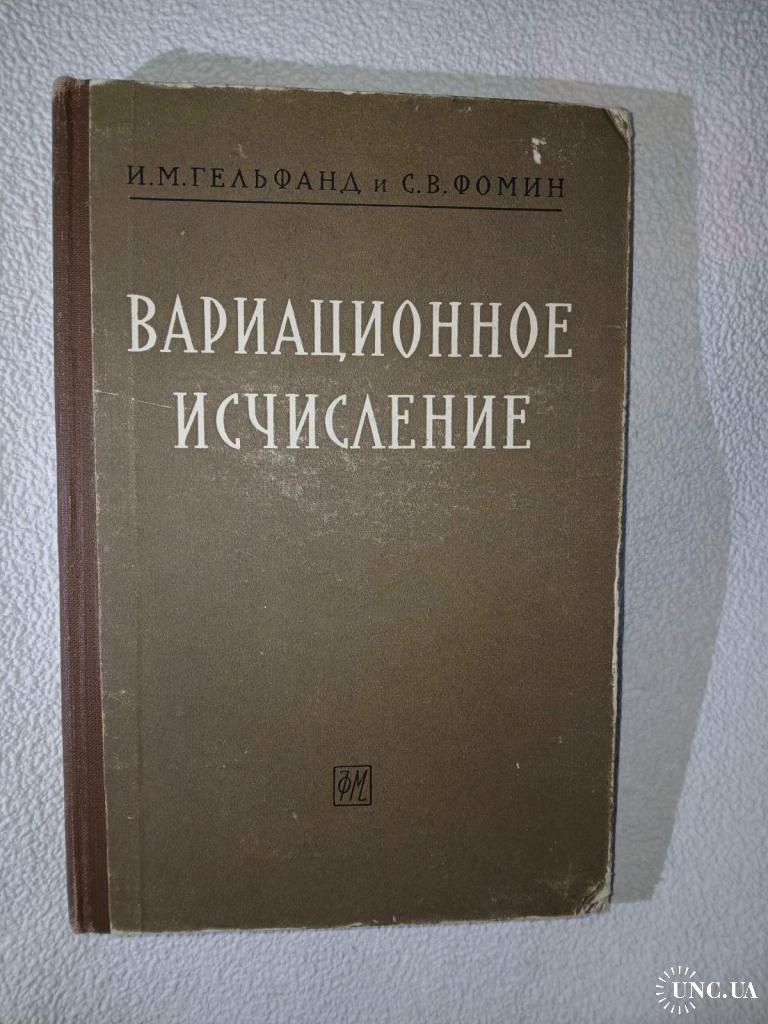 И.М.ГЕЛЬФАНД и С.В.ФОМИН
ВАРИАЦИОННОЕ
ИСЧИСЛЕНИЕ
ФМ
UNC.UA